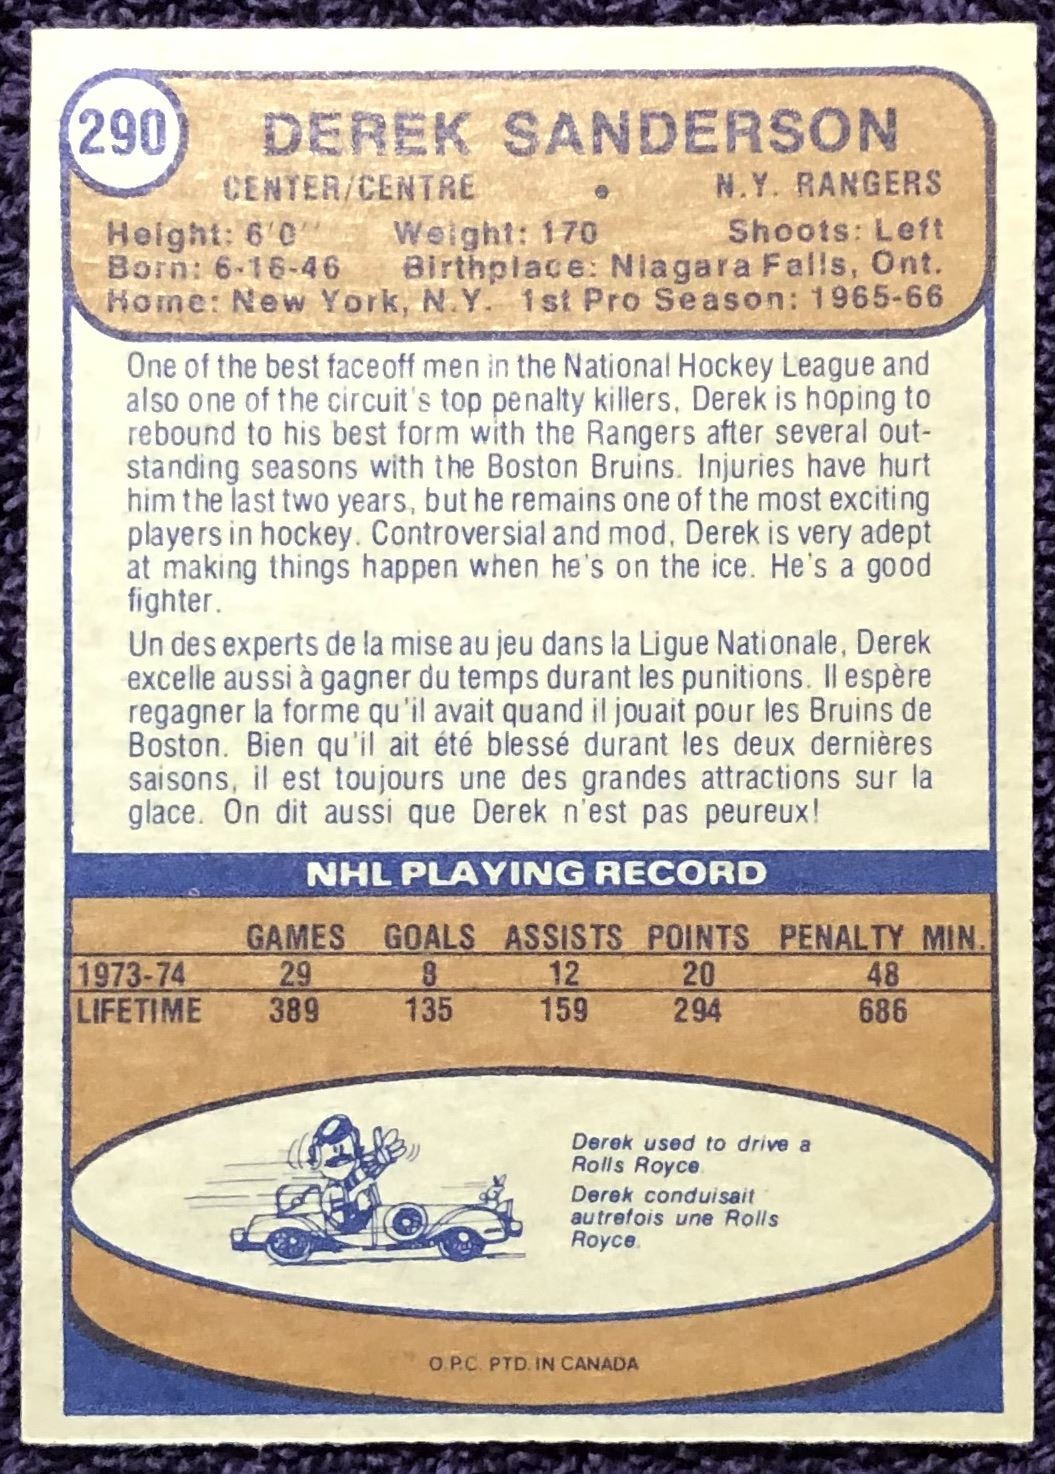 290
DEREK SANDERSON
CENTER/CENTRE • N.Y. RANGERS
Height: 6'0" Weight: 170 Shoots: Left
Born: 6-16-46 Birthplace: Niagara Falls, Ont.
Home: New York, N.Y. 1st Pro Season: 1965-66
One of the best faceoff men in the National Hockey League and
also one of the circuit's top penalty killers, Derek is hoping to
rebound to his best form with the Rangers after several out-
standing seasons with the Boston Bruins. Injuries have hurt
him the last two years, but he remains one of the most exciting
players in hockey. Controversial and mod, Derek is very adept
at making things happen when he's on the ice. He's a good
fighter.
Un des experts de la mise au jeu dans la Ligue Nationale, Derek
excelle aussi à gagner du temps durant les punitions. Il espère
regagner la forme qu'il avait quand il jouait pour les Bruins de
Boston. Bien qu'il ait été blessé durant les deux dernières
saisons, il est toujours une des grandes attractions sur la
glace. On dit aussi que Derek n'est pas peureux!
NHL PLAYING RECORD
GAMES GOALS ASSISTS POINTS PENALTY MIN.
1973-74 29 8 12 20 48
LIFETIME 389 135 159 294 686
Derek used to drive a
Rolls Royce.
Derek conduisait
autrefois une Rolls
Royce.
O.P.C. PTD. IN CANADA